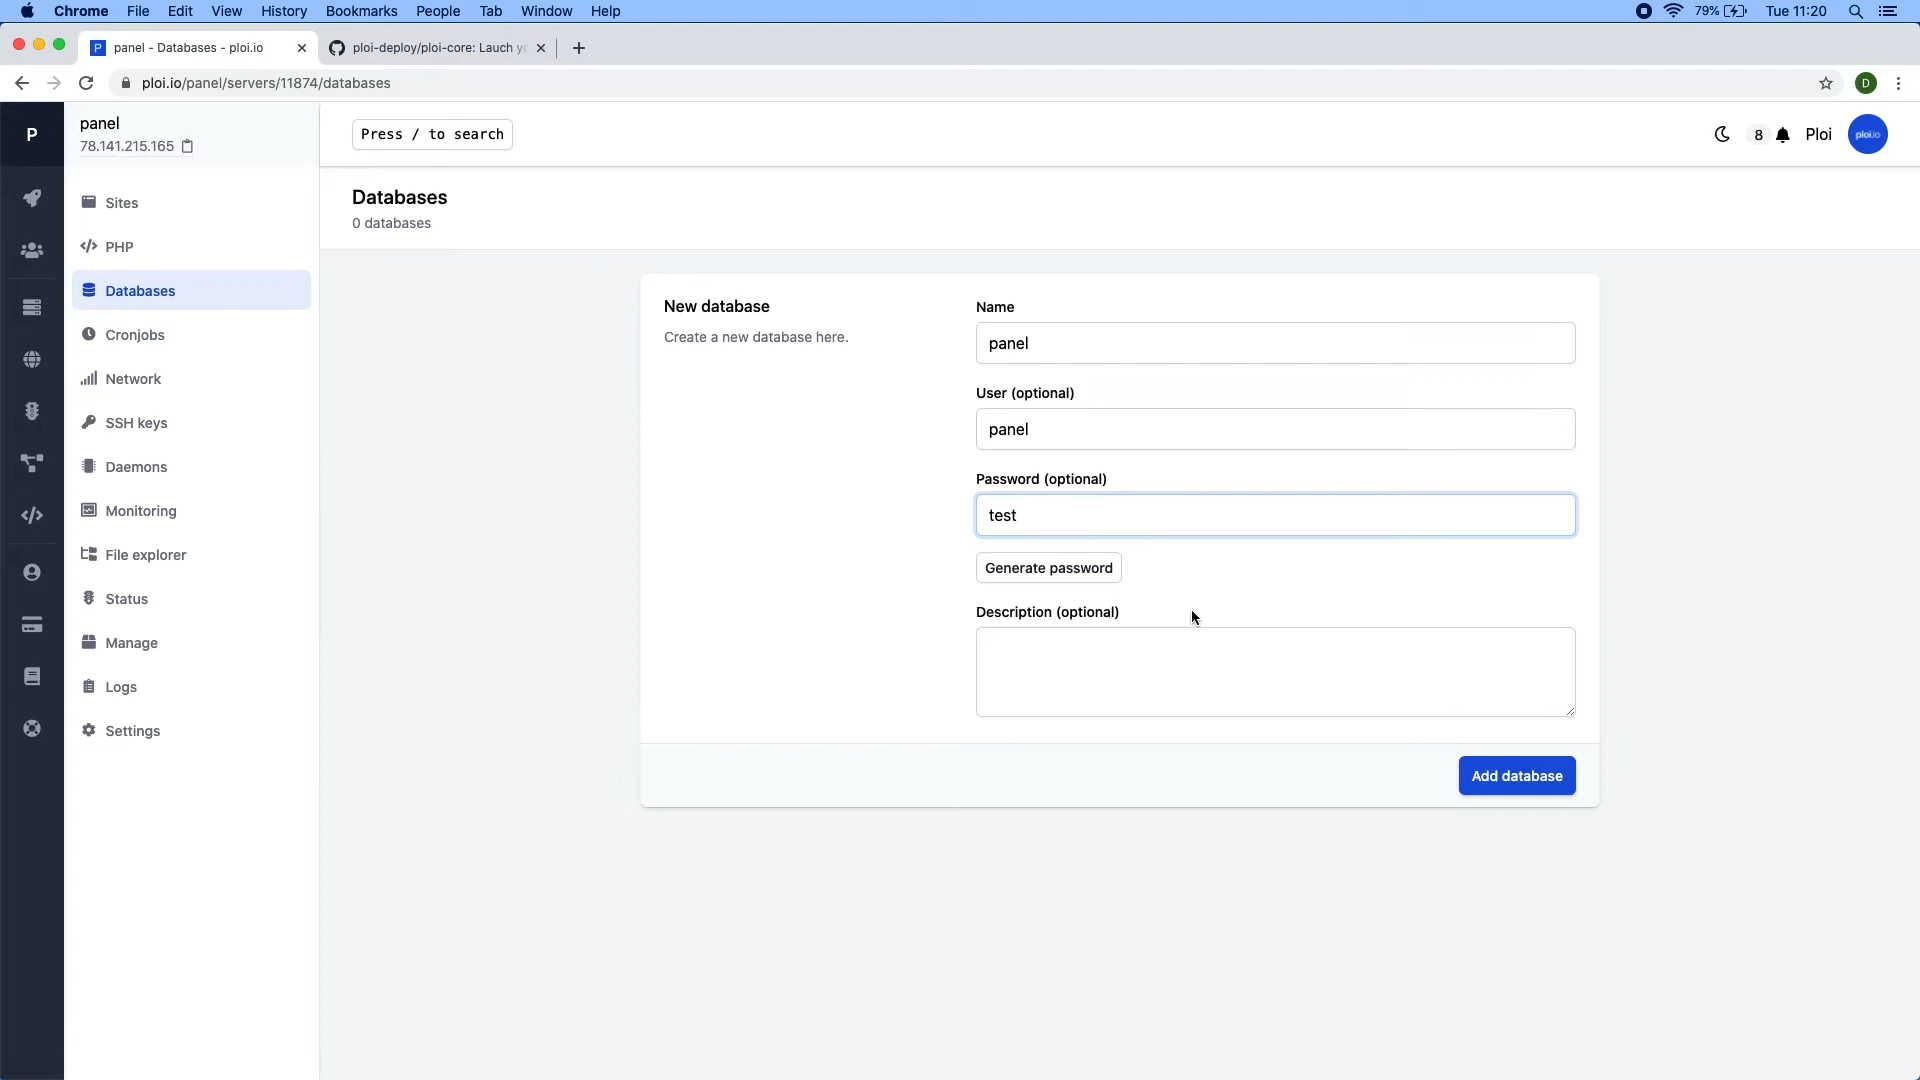 Chrome File Edit View History Bookmarks People Tab Window Help
79% Tue 11:20
P panel - Databases - ploi.io
ploi-deploy/ploi-core: Lauch yo
ploi.io/panel/servers/11874/databases
D
P
panel
78.141.215.165
Press / to search
8
Ploi
ploi.io
Sites
PHP
Databases
Cronjobs
Network
SSH keys
Daemons
Monitoring
File explorer
Status
Manage
Logs
Settings
Databases
0 databases
New database
Create a new database here.
Name
panel
User (optional)
panel
Password (optional)
test
Generate password
Description (optional)
Add database